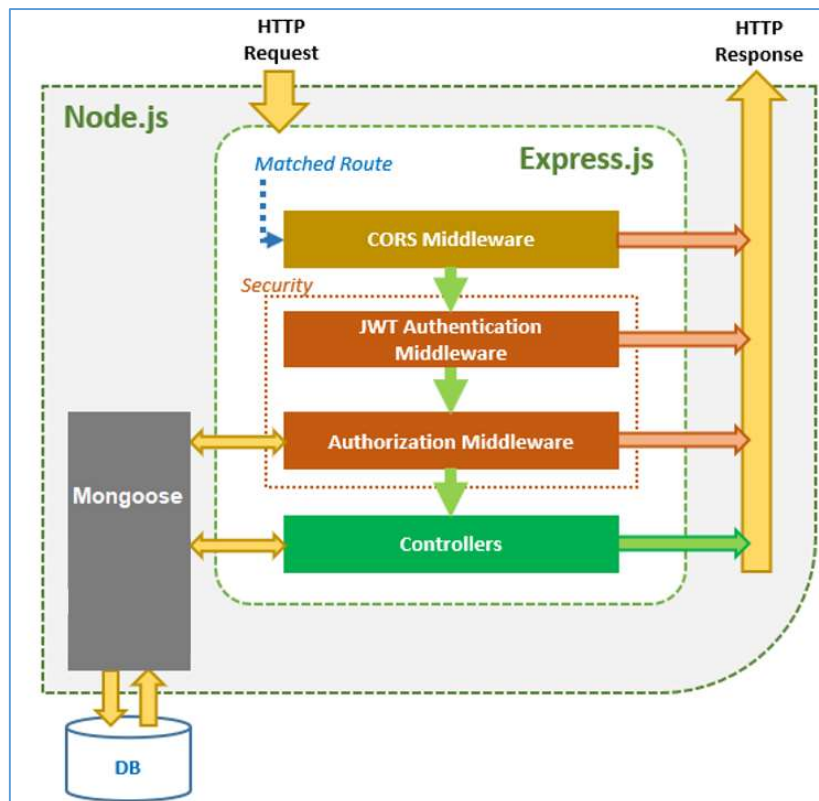 HTTP
Request
HTTP
Response
Node.js
Express.js
Matched Route
CORS Middleware
Security
JWT Authentication
Middleware
Authorization Middleware
Mongoose
Controllers
DB